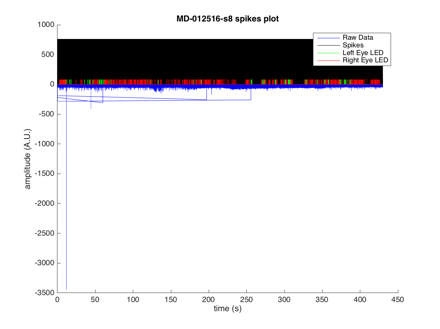 MD-012516-s8 spikes plot
1000
500
0
-500
-1000
-1500
-2000
-2500
-3000
-3500
amplitude (A.U.)
Raw Data
Spikes
Left Eye LED
Right Eye LED
0 50 100 150 200 250 300 350 400 450
time (s)